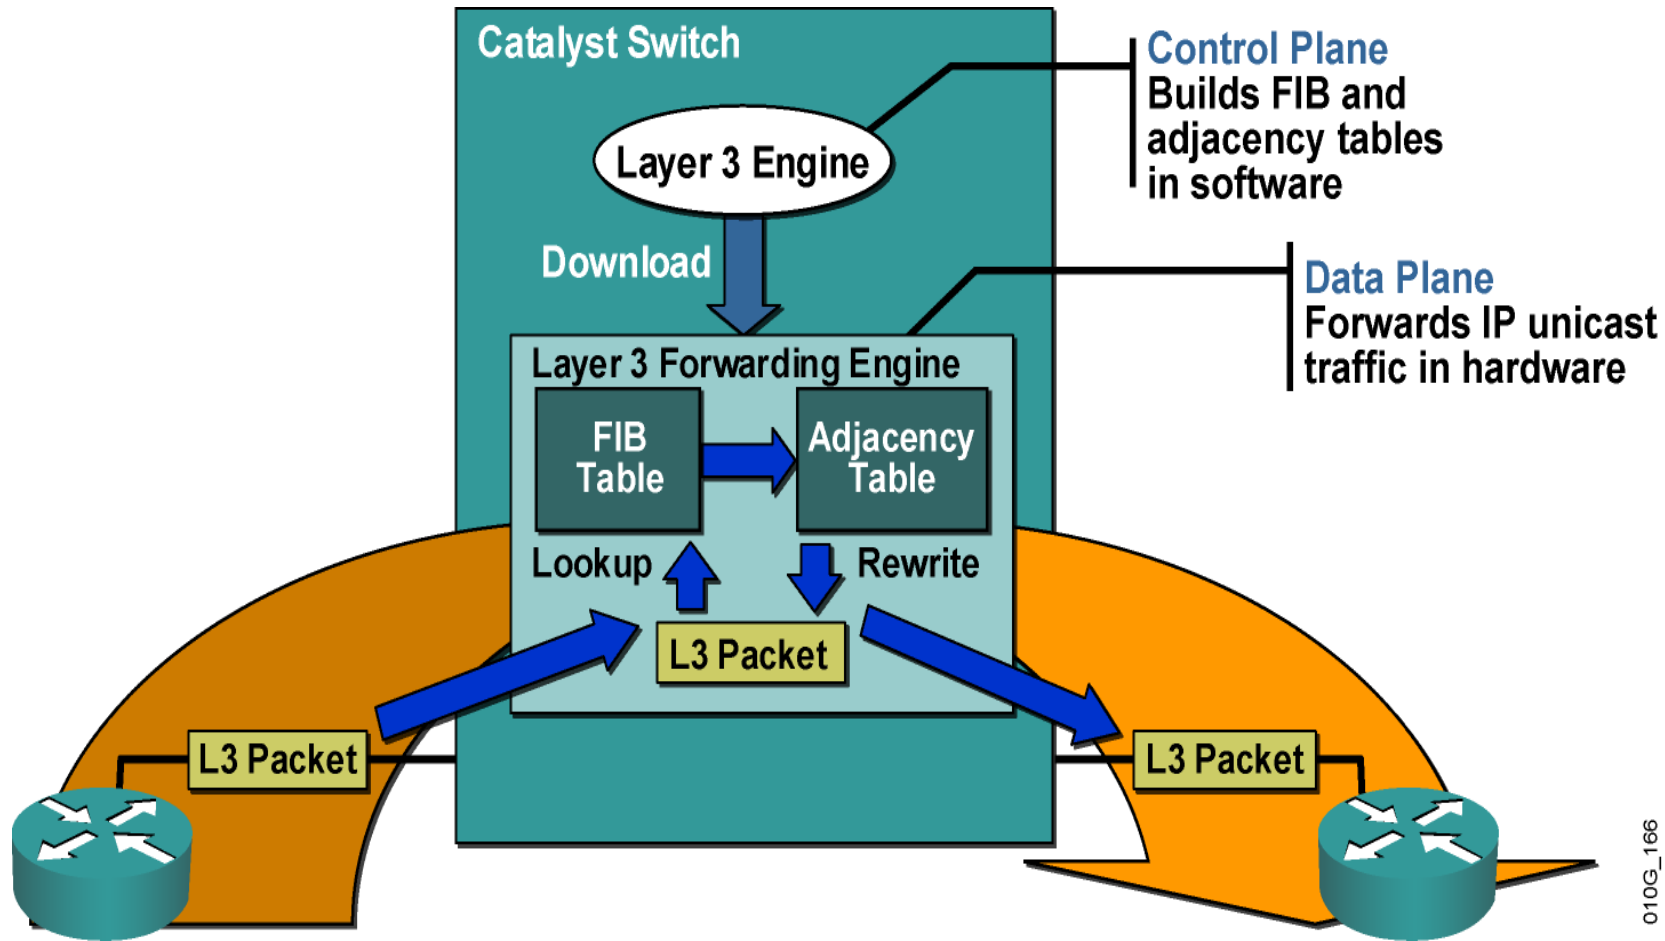 Catalyst Switch
Control Plane
Builds FIB and
adjacency tables
in software
Layer 3 Engine
Download
Data Plane
Forwards IP unicast
traffic in hardware
Layer 3 Forwarding Engine
FIB
Table
Adjacency
Table
Lookup
Rewrite
L3 Packet
L3 Packet
L3 Packet
010G_166